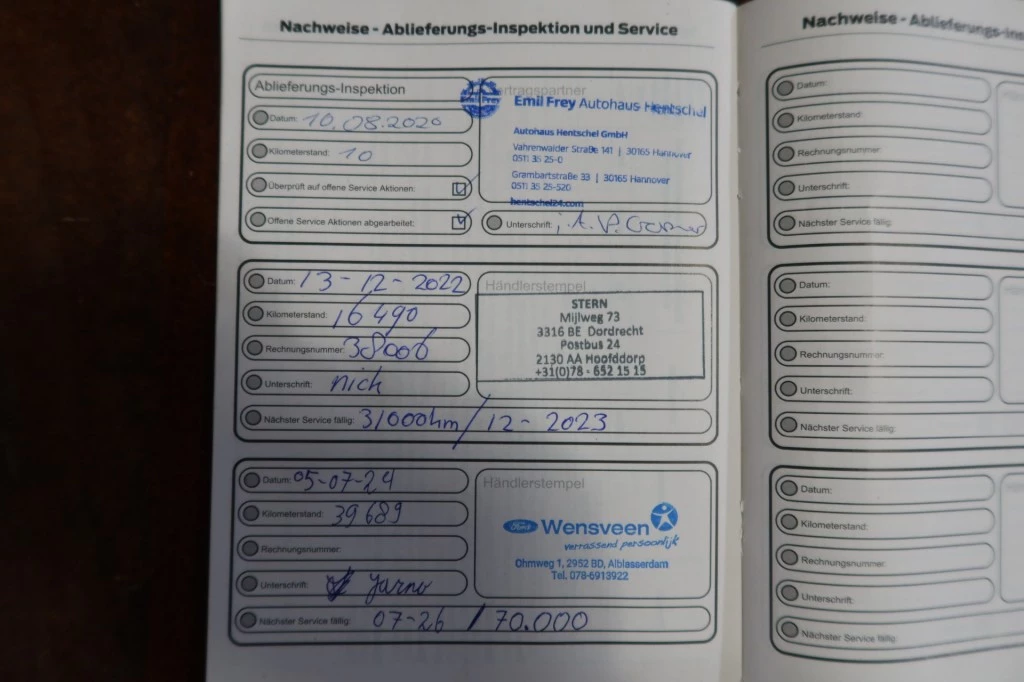 Nachweise - Ablieferungs-Inspektion und Service
Ablieferungs-Inspektion
Datum: 10.08.2020
Kilometerstand: 10
Überprüft auf offene Service Aktionen:
Offene Service Aktionen abgearbeitet:
Emil Frey
Emil Frey Autohaus Hentschel
Autohaus Hentschel GmbH
Vahrenwalder Straße 141 | 30165 Hannover
0511 35 25-0
Grambartstraße 33 | 30165 Hannover
0511 35 25-520
hentschel24.com
Unterschrift:
Datum: 13-12-2022
Kilometerstand: 16490
Rechnungsnummer: 38006
Unterschrift: nich
Nächster Service fällig: 31000hm / 12-2023
Händlerstempel
STERN
Mijlweg 73
3316 BE Dordrecht
Postbus 24
2130 AA Hoofddorp
+31(0)78 - 652 15 15
Datum: 05-07-24
Kilometerstand: 39689
Rechnungsnummer:
Unterschrift: Jarno
Nächster Service fällig: 07-26 / 70.000
Händlerstempel
Ford Wensveen
verrassend persoonlijk
Ohmweg 1, 2952 BD, Alblasserdam
Tel. 078-6913922
Nachweise - Ablieferungs-Ins
Datum:
Kilometerstand:
Rechnungsnummer:
Unterschrift:
Nächster Service fällig:
Datum:
Kilometerstand:
Rechnungsnummer:
Unterschrift:
Nächster Service fällig:
Datum:
Kilometerstand:
Rechnungsnummer:
Unterschrift:
Nächster Service fällig: